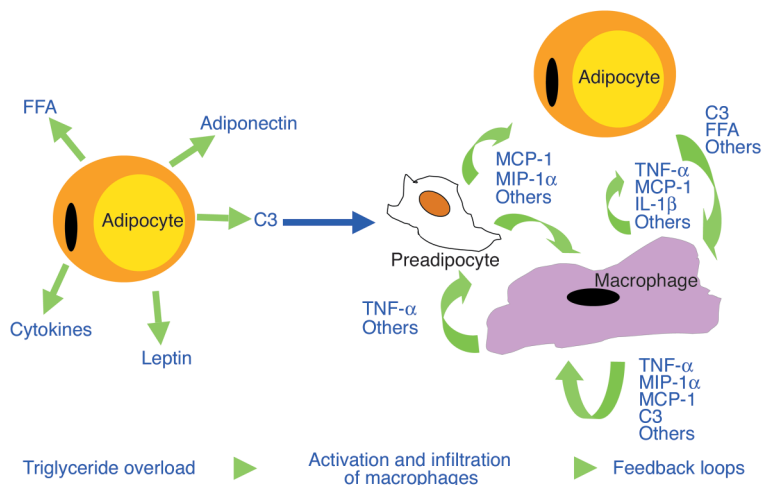 FFA
Adiponectin
Adipocyte
C3
Cytokines
Leptin
Adipocyte
C3
FFA
Others
MCP-1
MIP-1α
Others
TNF-α
MCP-1
IL-1β
Others
Preadipocyte
Macrophage
TNF-α
Others
TNF-α
MIP-1α
MCP-1
C3
Others
Triglyceride overload
Activation and infiltration
of macrophages
Feedback loops